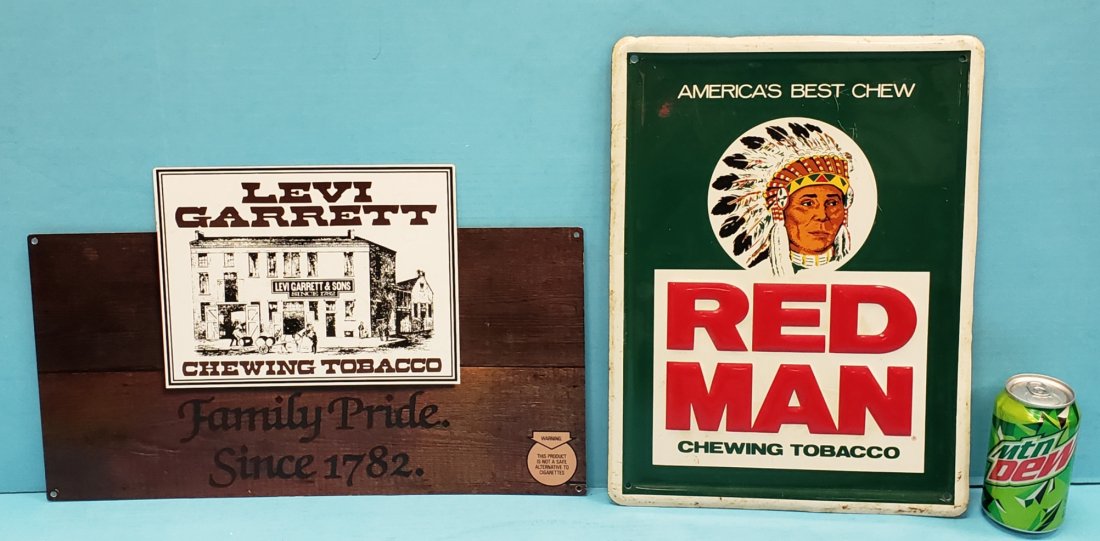 LEVI
GARRETT
LEVI GARRETT & SONS
SINCE 1782
CHEWING TOBACCO
Family Pride.
Since 1782.
WARNING
THIS PRODUCT
IS NOT A SAFE
ALTERNATIVE TO
CIGARETTES
AMERICA'S BEST CHEW
RED
MAN
CHEWING TOBACCO
mtn
DEW